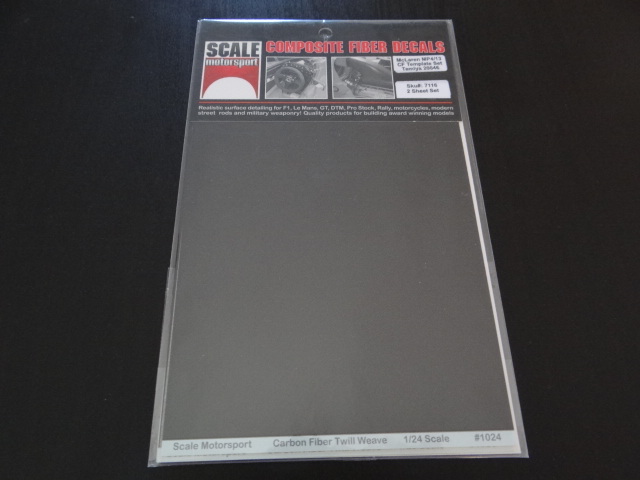 SCALE
motorsport
COMPOSITE FIBER DECALS
McLaren MP4/13
CF Template Set
Tamiya 20046
Sku#: 7116
2 Sheet Set
Realistic surface detailing for F1, Le Mans, GT, DTM, Pro Stock, Rally, motorcycles, modern
street rods and military weaponry! Quality products for building award winning models
Scale Motorsport Carbon Fiber Twill Weave 1/24 Scale #1024